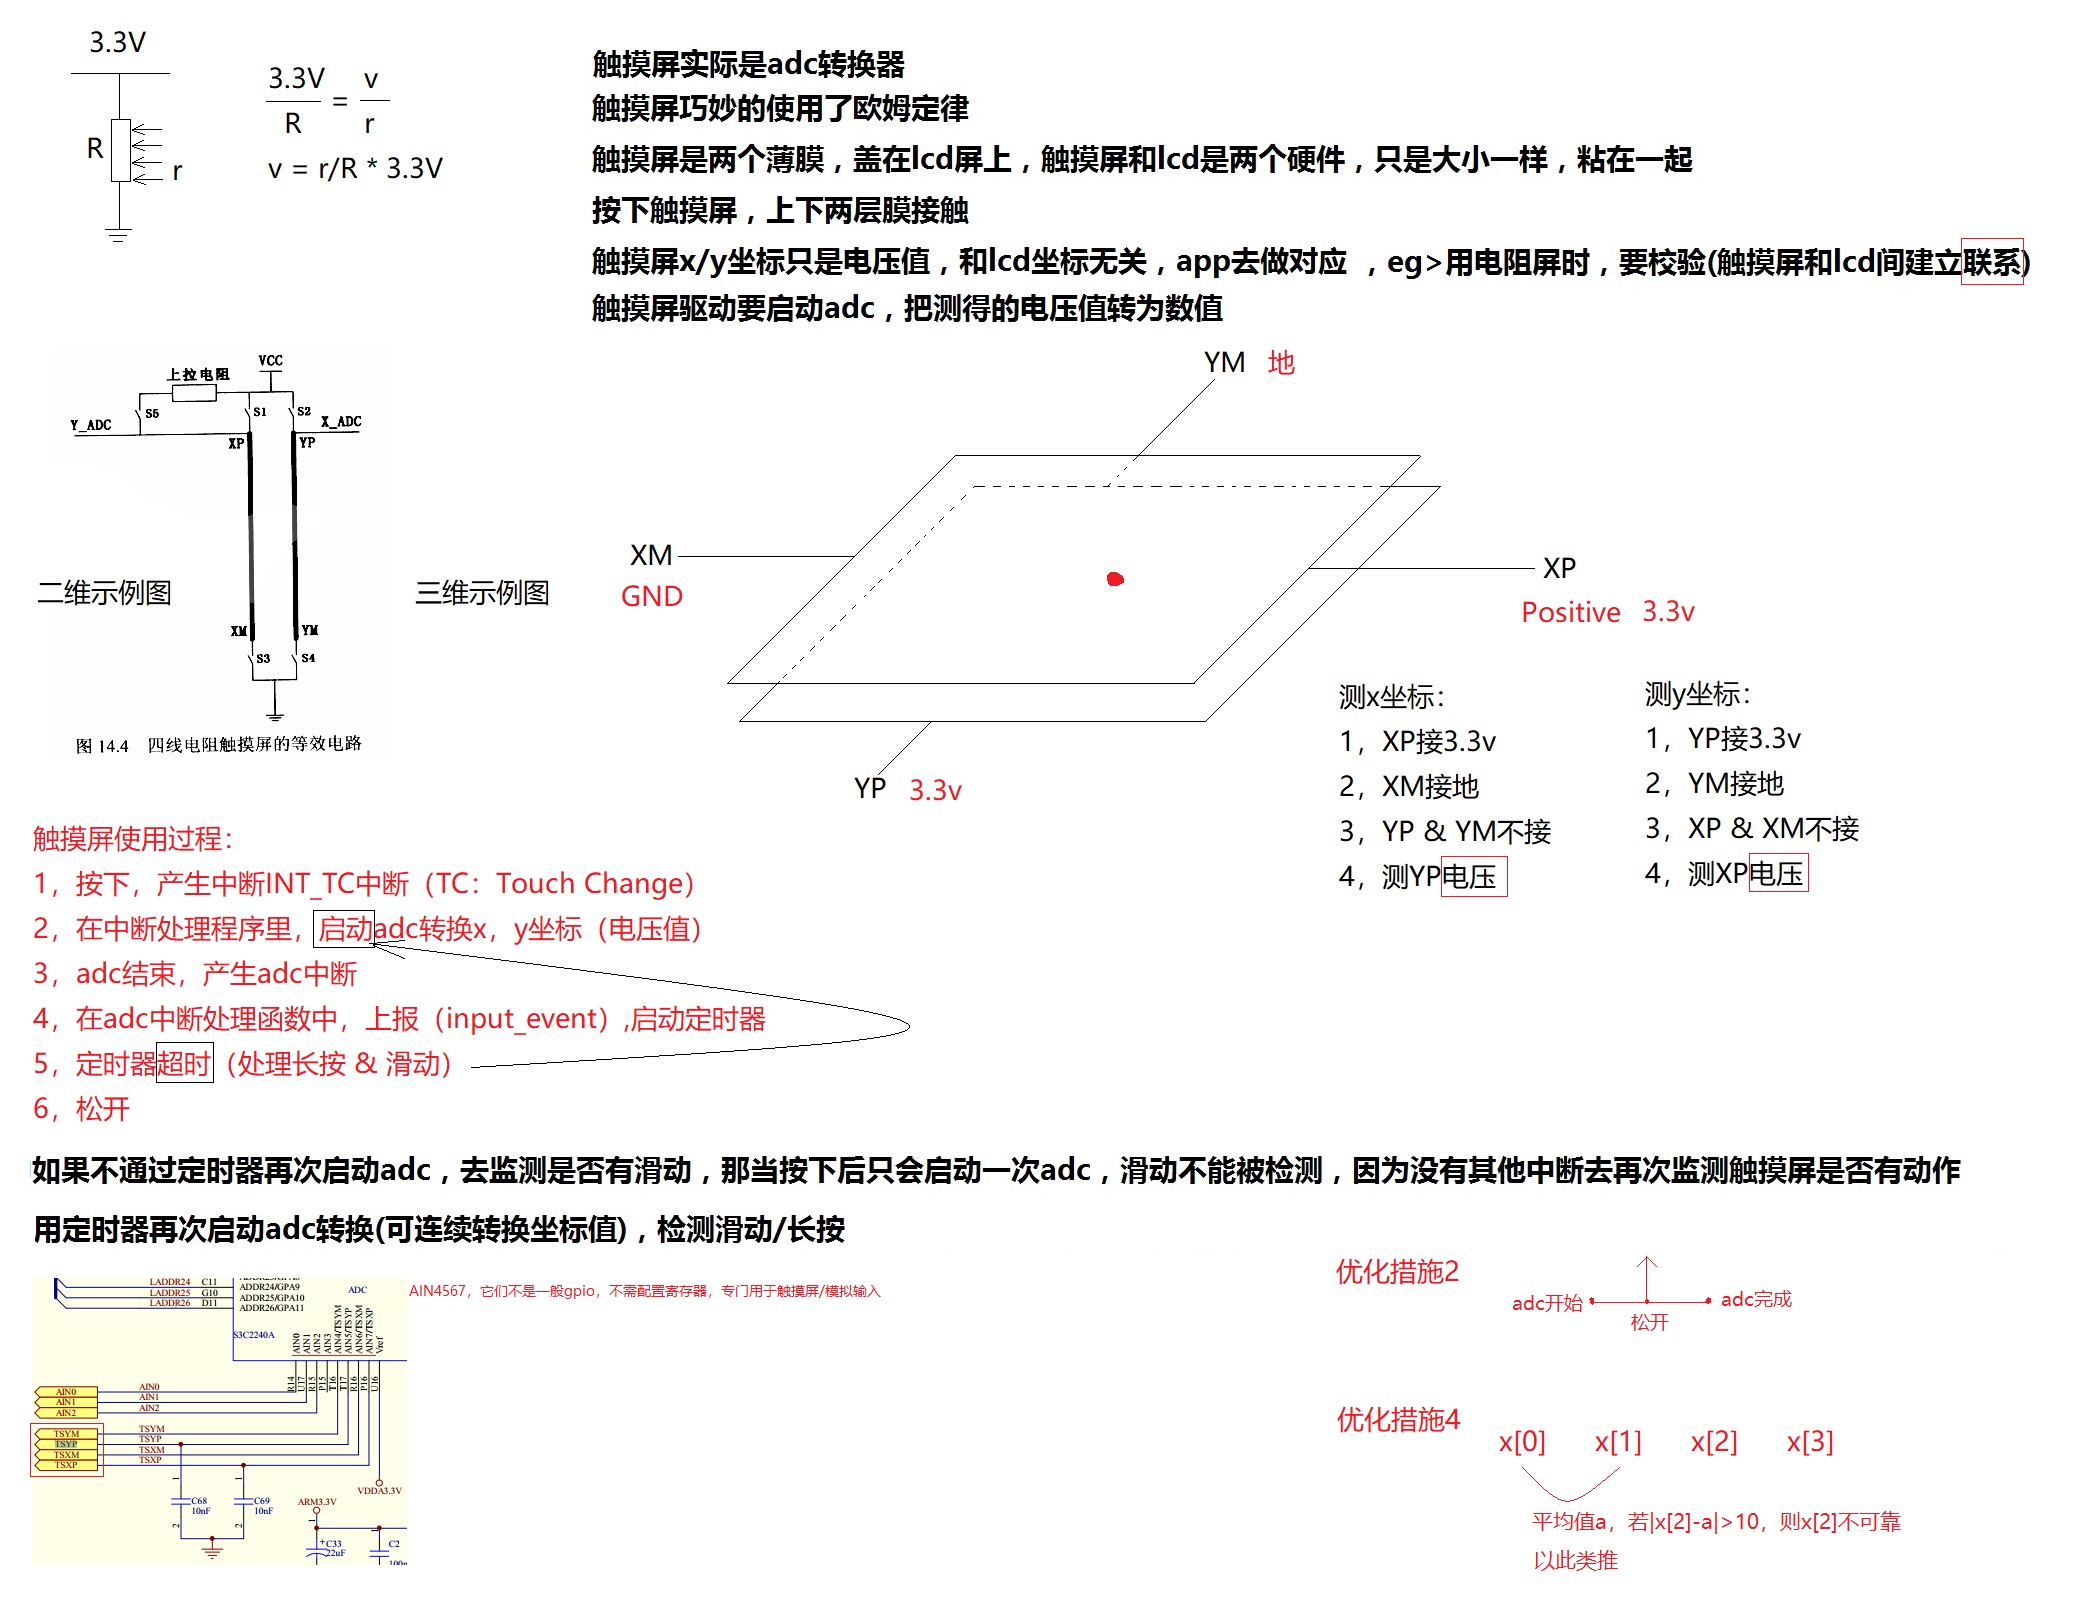 3.3V
R
r
3.3V v
— = —
R r
v = r/R * 3.3V
触摸屏实际是adc转换器
触摸屏巧妙的使用了欧姆定律
触摸屏是两个薄膜，盖在lcd屏上，触摸屏和lcd是两个硬件，只是大小一样，粘在一起
按下触摸屏，上下两层膜接触
触摸屏x/y坐标只是电压值，和lcd坐标无关，app去做对应 ，eg>用电阻屏时，要校验(触摸屏和lcd间建立联系)
触摸屏驱动要启动adc，把测得的电压值转为数值
VCC
上拉电阻
S5
S1
S2
Y_ADC
X_ADC
XP
YP
XM
YM
S3
S4
图 14.4 四线电阻触摸屏的等效电路
二维示例图
三维示例图
YM 地
XM
GND
XP
Positive 3.3v
YP 3.3v
测x坐标：
1，XP接3.3v
2，XM接地
3，YP & YM不接
4，测YP电压
测y坐标：
1，YP接3.3v
2，YM接地
3，XP & XM不接
4，测XP电压
触摸屏使用过程：
1，按下，产生中断INT_TC中断（TC：Touch Change）
2，在中断处理程序里，启动adc转换x，y坐标（电压值）
3，adc结束，产生adc中断
4，在adc中断处理函数中，上报（input_event）,启动定时器
5，定时器超时（处理长按 & 滑动）
6，松开
如果不通过定时器再次启动adc，去监测是否有滑动，那当按下后只会启动一次adc，滑动不能被检测，因为没有其他中断去再次监测触摸屏是否有动作
用定时器再次启动adc转换(可连续转换坐标值)，检测滑动/长按
LADDR24 C11 ADDR24/GPA9
LADDR25 G10 ADDR25/GPA10
LADDR26 D11 ADDR26/GPA11
ADC
S3C2240A
AIN0
AIN1
AIN2
AIN3
AIN4/TSYM
AIN5/TSYP
AIN6/TSXM
AIN7/TSXP
Vref
R14
U17
R15
P15
T16
T17
R16
P16
U16
AIN0 AIN0
AIN1 AIN1
AIN2 AIN2
TSYM TSYM
TSYP TSYP
TSXM TSXM
TSXP TSXP
1
1
C68
10nF
C69
10nF
2
2
VDDA3.3V
ARM3.3V
1
1
+C33
22uF
C2
AIN4567，它们不是一般gpio，不需配置寄存器，专门用于触摸屏/模拟输入
优化措施2
adc开始
松开
adc完成
优化措施4
x[0] x[1] x[2] x[3]
平均值a，若|x[2]-a|>10，则x[2]不可靠
以此类推